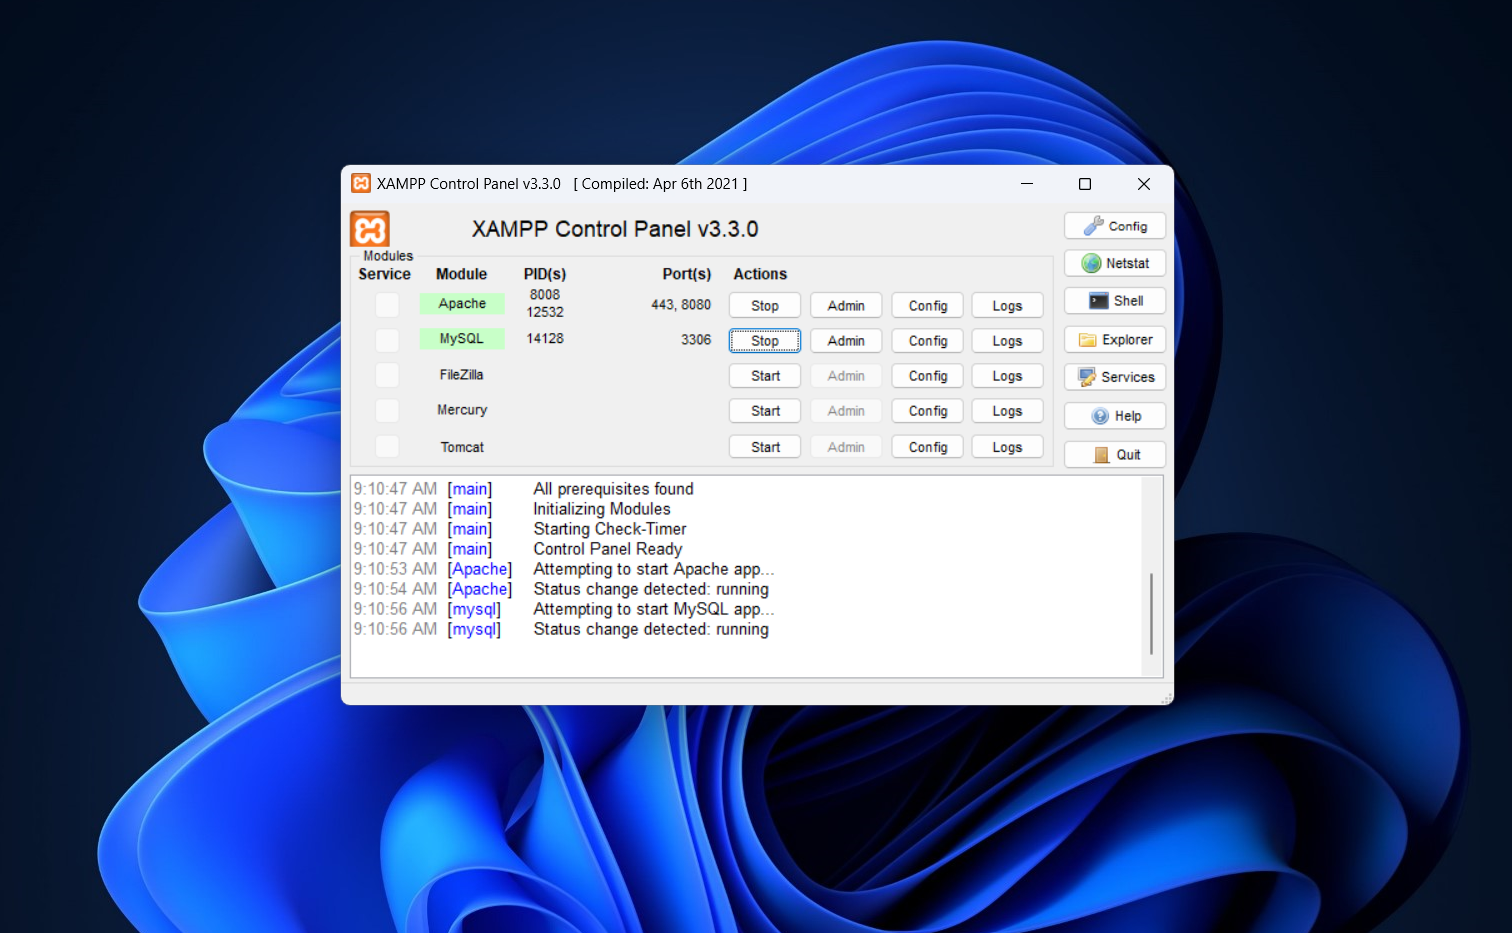 XAMPP Control Panel v3.3.0 [ Compiled: Apr 6th 2021 ]
XAMPP Control Panel v3.3.0
Config
Modules
Service Module PID(s) Port(s) Actions
Netstat
Apache 8008 12532 443, 8080 Stop Admin Config Logs
Shell
MySQL 14128 3306 Stop Admin Config Logs
Explorer
FileZilla Start Admin Config Logs
Services
Mercury Start Admin Config Logs
Help
Tomcat Start Admin Config Logs
Quit
9:10:47 AM [main] All prerequisites found
9:10:47 AM [main] Initializing Modules
9:10:47 AM [main] Starting Check-Timer
9:10:47 AM [main] Control Panel Ready
9:10:53 AM [Apache] Attempting to start Apache app...
9:10:54 AM [Apache] Status change detected: running
9:10:56 AM [mysql] Attempting to start MySQL app...
9:10:56 AM [mysql] Status change detected: running